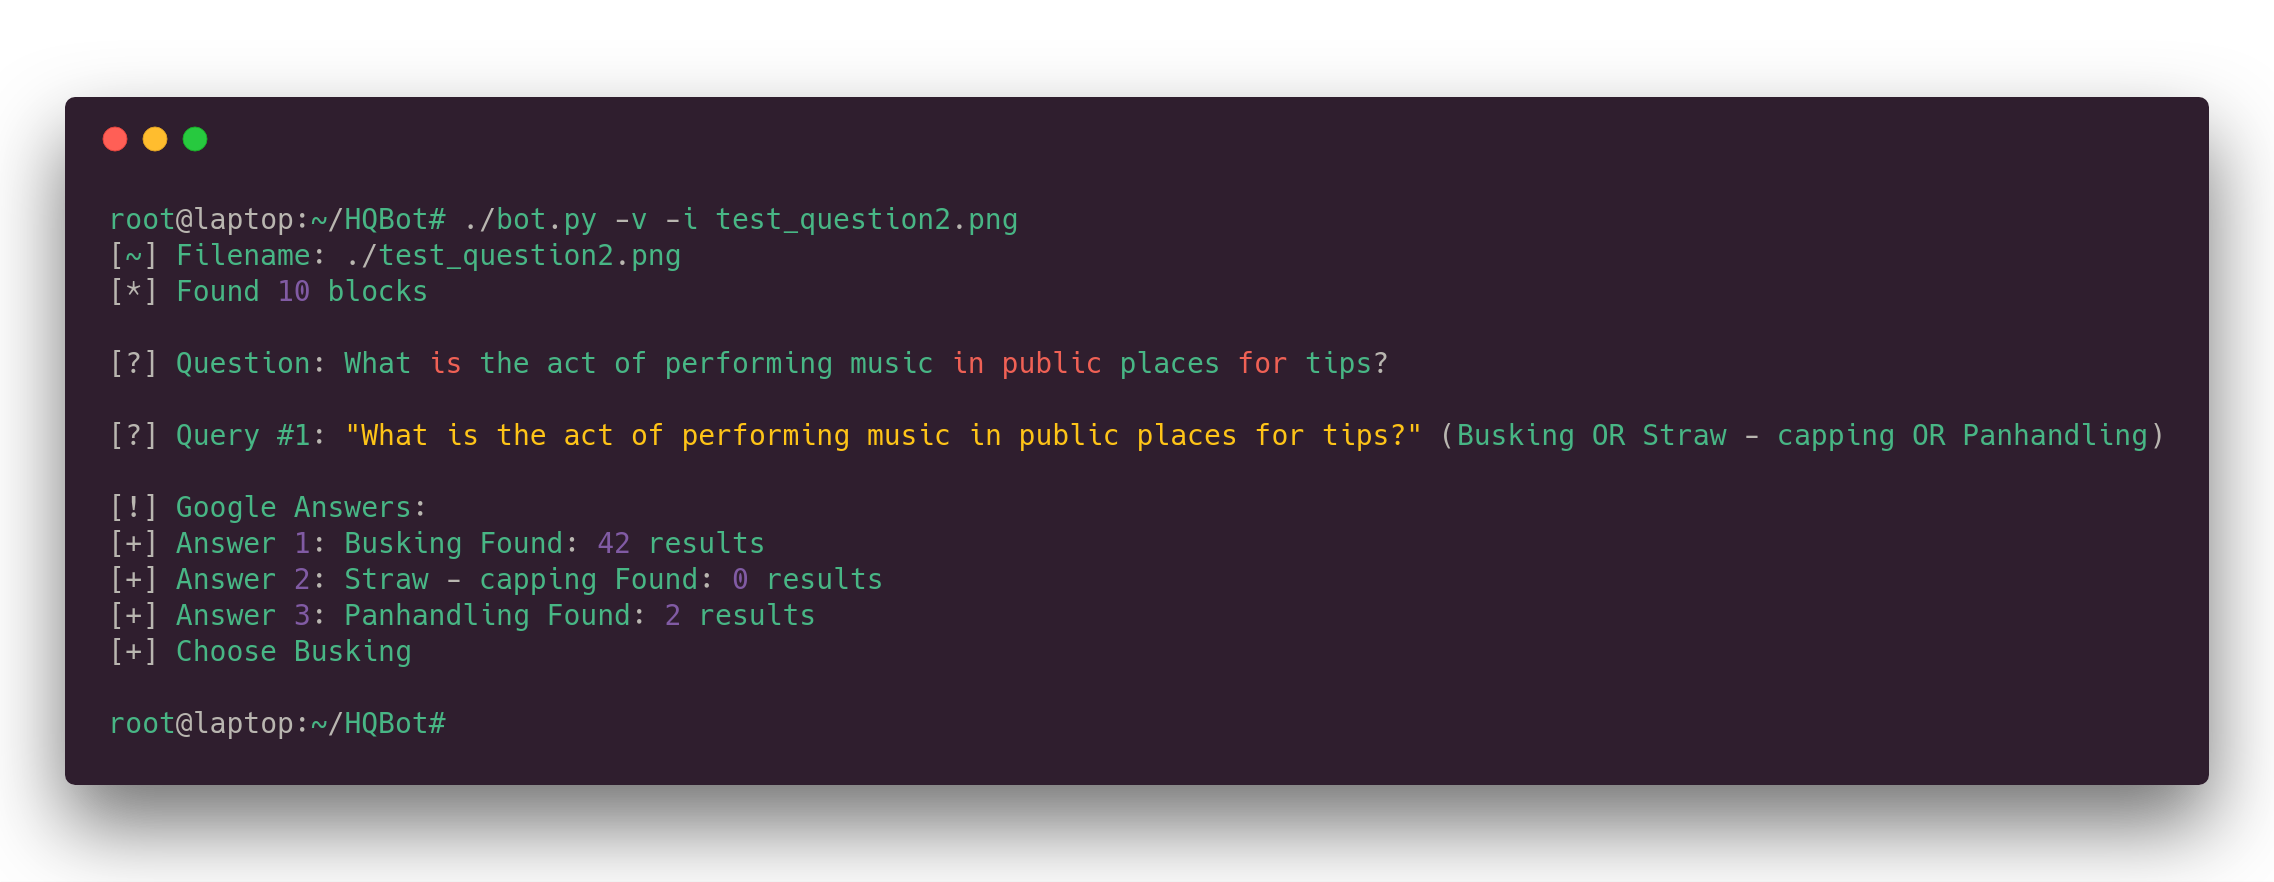 root@laptop:~/HQBot# ./bot.py -v -i test_question2.png
[~] Filename: ./test_question2.png
[*] Found 10 blocks
[?] Question: What is the act of performing music in public places for tips?
[?] Query #1: "What is the act of performing music in public places for tips?" (Busking OR Straw - capping OR Panhandling)
[!] Google Answers:
[+] Answer 1: Busking Found: 42 results
[+] Answer 2: Straw - capping Found: 0 results
[+] Answer 3: Panhandling Found: 2 results
[+] Choose Busking
root@laptop:~/HQBot#